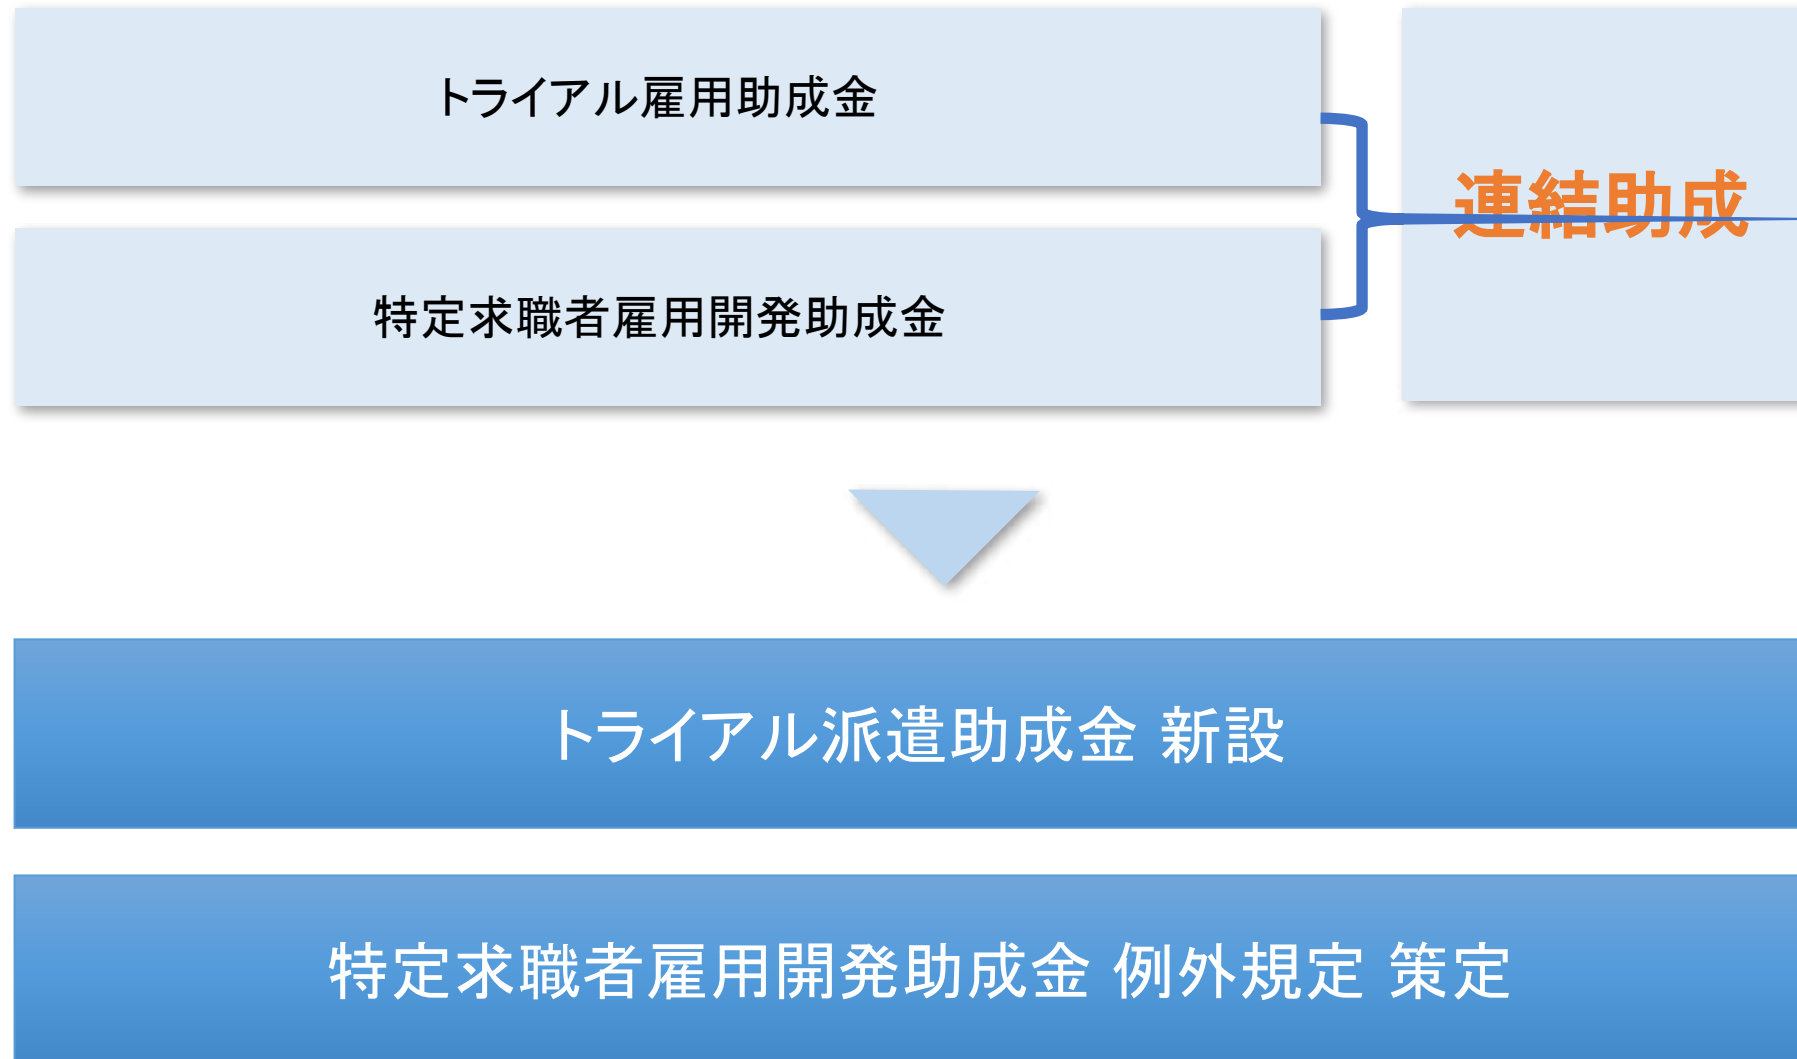 トライアル雇用助成金
連結助成
特定求職者雇用開発助成金
トライアル派遣助成金 新設
特定求職者雇用開発助成金 例外規定 策定